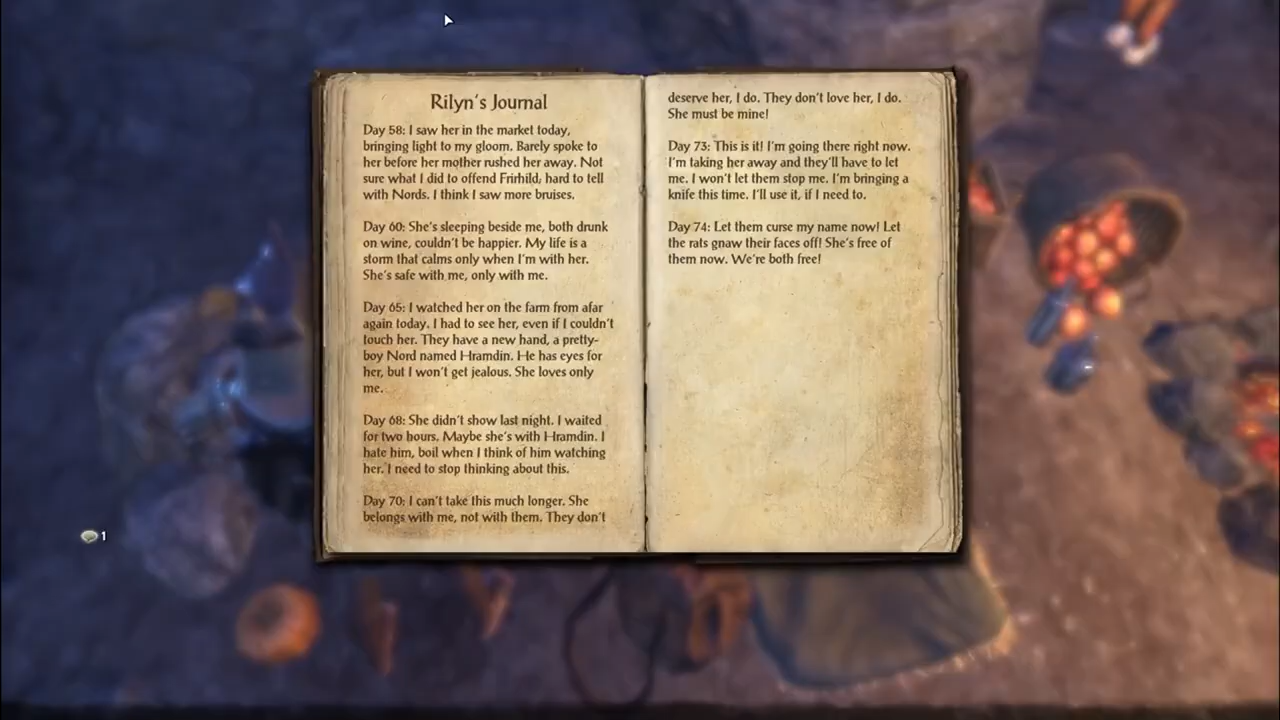 Rilyn's Journal
Day 58: I saw her in the market today,
bringing light to my gloom. Barely spoke to
her before her mother rushed her away. Not
sure what I did to offend Frirhild, hard to tell
with Nords. I think I saw more bruises.
Day 60: She's sleeping beside me, both drunk
on wine, couldn't be happier. My life is a
storm that calms only when I'm with her.
She's safe with me, only with me.
Day 65: I watched her on the farm from afar
again today. I had to see her, even if I couldn't
touch her. They have a new hand, a pretty-
boy Nord named Hramdin. He has eyes for
her, but I won't get jealous. She loves only
me.
Day 68: She didn't show last night. I waited
for two hours. Maybe she's with Hramdin. I
hate him, boil when I think of him watching
her. I need to stop thinking about this.
Day 70: I can't take this much longer. She
belongs with me, not with them. They don't
deserve her, I do. They don't love her, I do.
She must be mine!
Day 73: This is it! I'm going there right now.
I'm taking her away and they'll have to let
me. I won't let them stop me. I'm bringing a
knife this time. I'll use it, if I need to.
Day 74: Let them curse my name now! Let
the rats gnaw their faces off! She's free of
them now. We're both free!
1